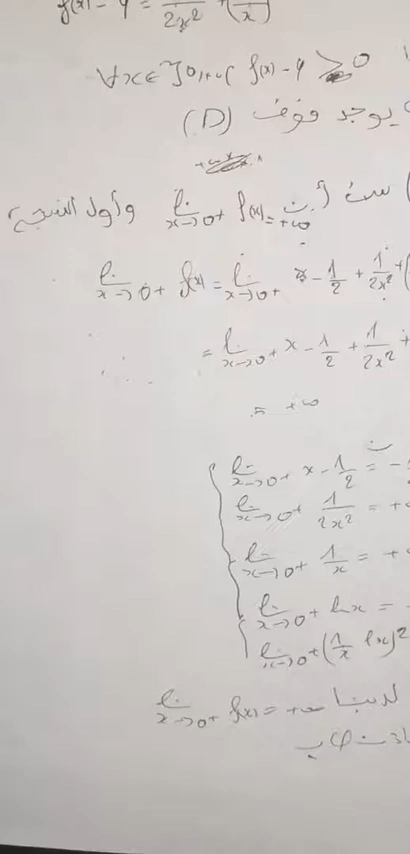 f(x) - y = / 2x² + ( / x)
∀x∈]0,+∞[ f(x) - y ≥ 0
يوجد فوق (D)
lim x→0+ f(x) = +∞ وأول النتيجة
lim x→0+ f(x) = lim x→0+ x - 1/2 + 1/2x² + (
= lim x→0+ x - 1/2 + 1/2x² +
= +∞
lim x→0+ x - 1/2 = -
lim x→0+ 1/2x² = +
lim x→0+ 1/x = +
lim x→0+ ln x = -
lim x→0+ (1/x ln x)²
لدينا lim x→0+ f(x) = +∞